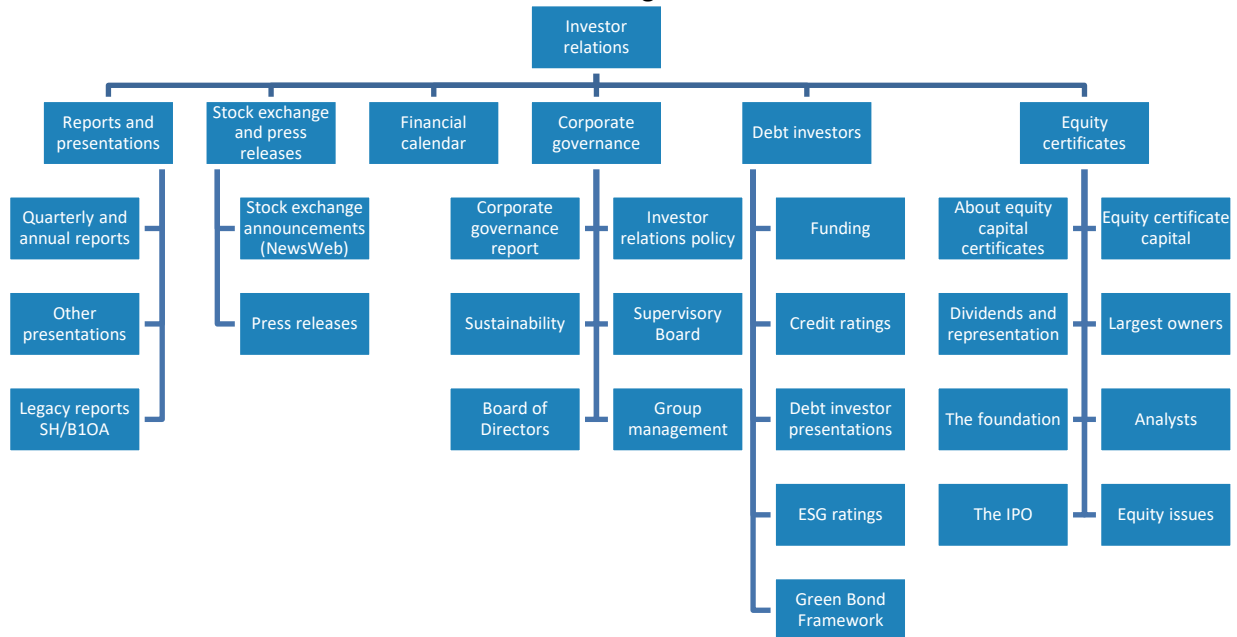 Investor
relations
Reports and
presentations
Stock exchange
and press
releases
Financial
calendar
Corporate
governance
Debt investors
Equity
certificates
Quarterly and
annual reports
Other
presentations
Legacy reports
SH/B1OA
Stock exchange
announcements
(NewsWeb)
Press releases
Corporate
governance
report
Investor
relations policy
Sustainability
Supervisory
Board
Board of
Directors
Group
management
Funding
Credit ratings
Debt investor
presentations
ESG ratings
Green Bond
Framework
About equity
capital
certificates
Equity certificate
capital
Dividends and
representation
Largest owners
The foundation
Analysts
The IPO
Equity issues